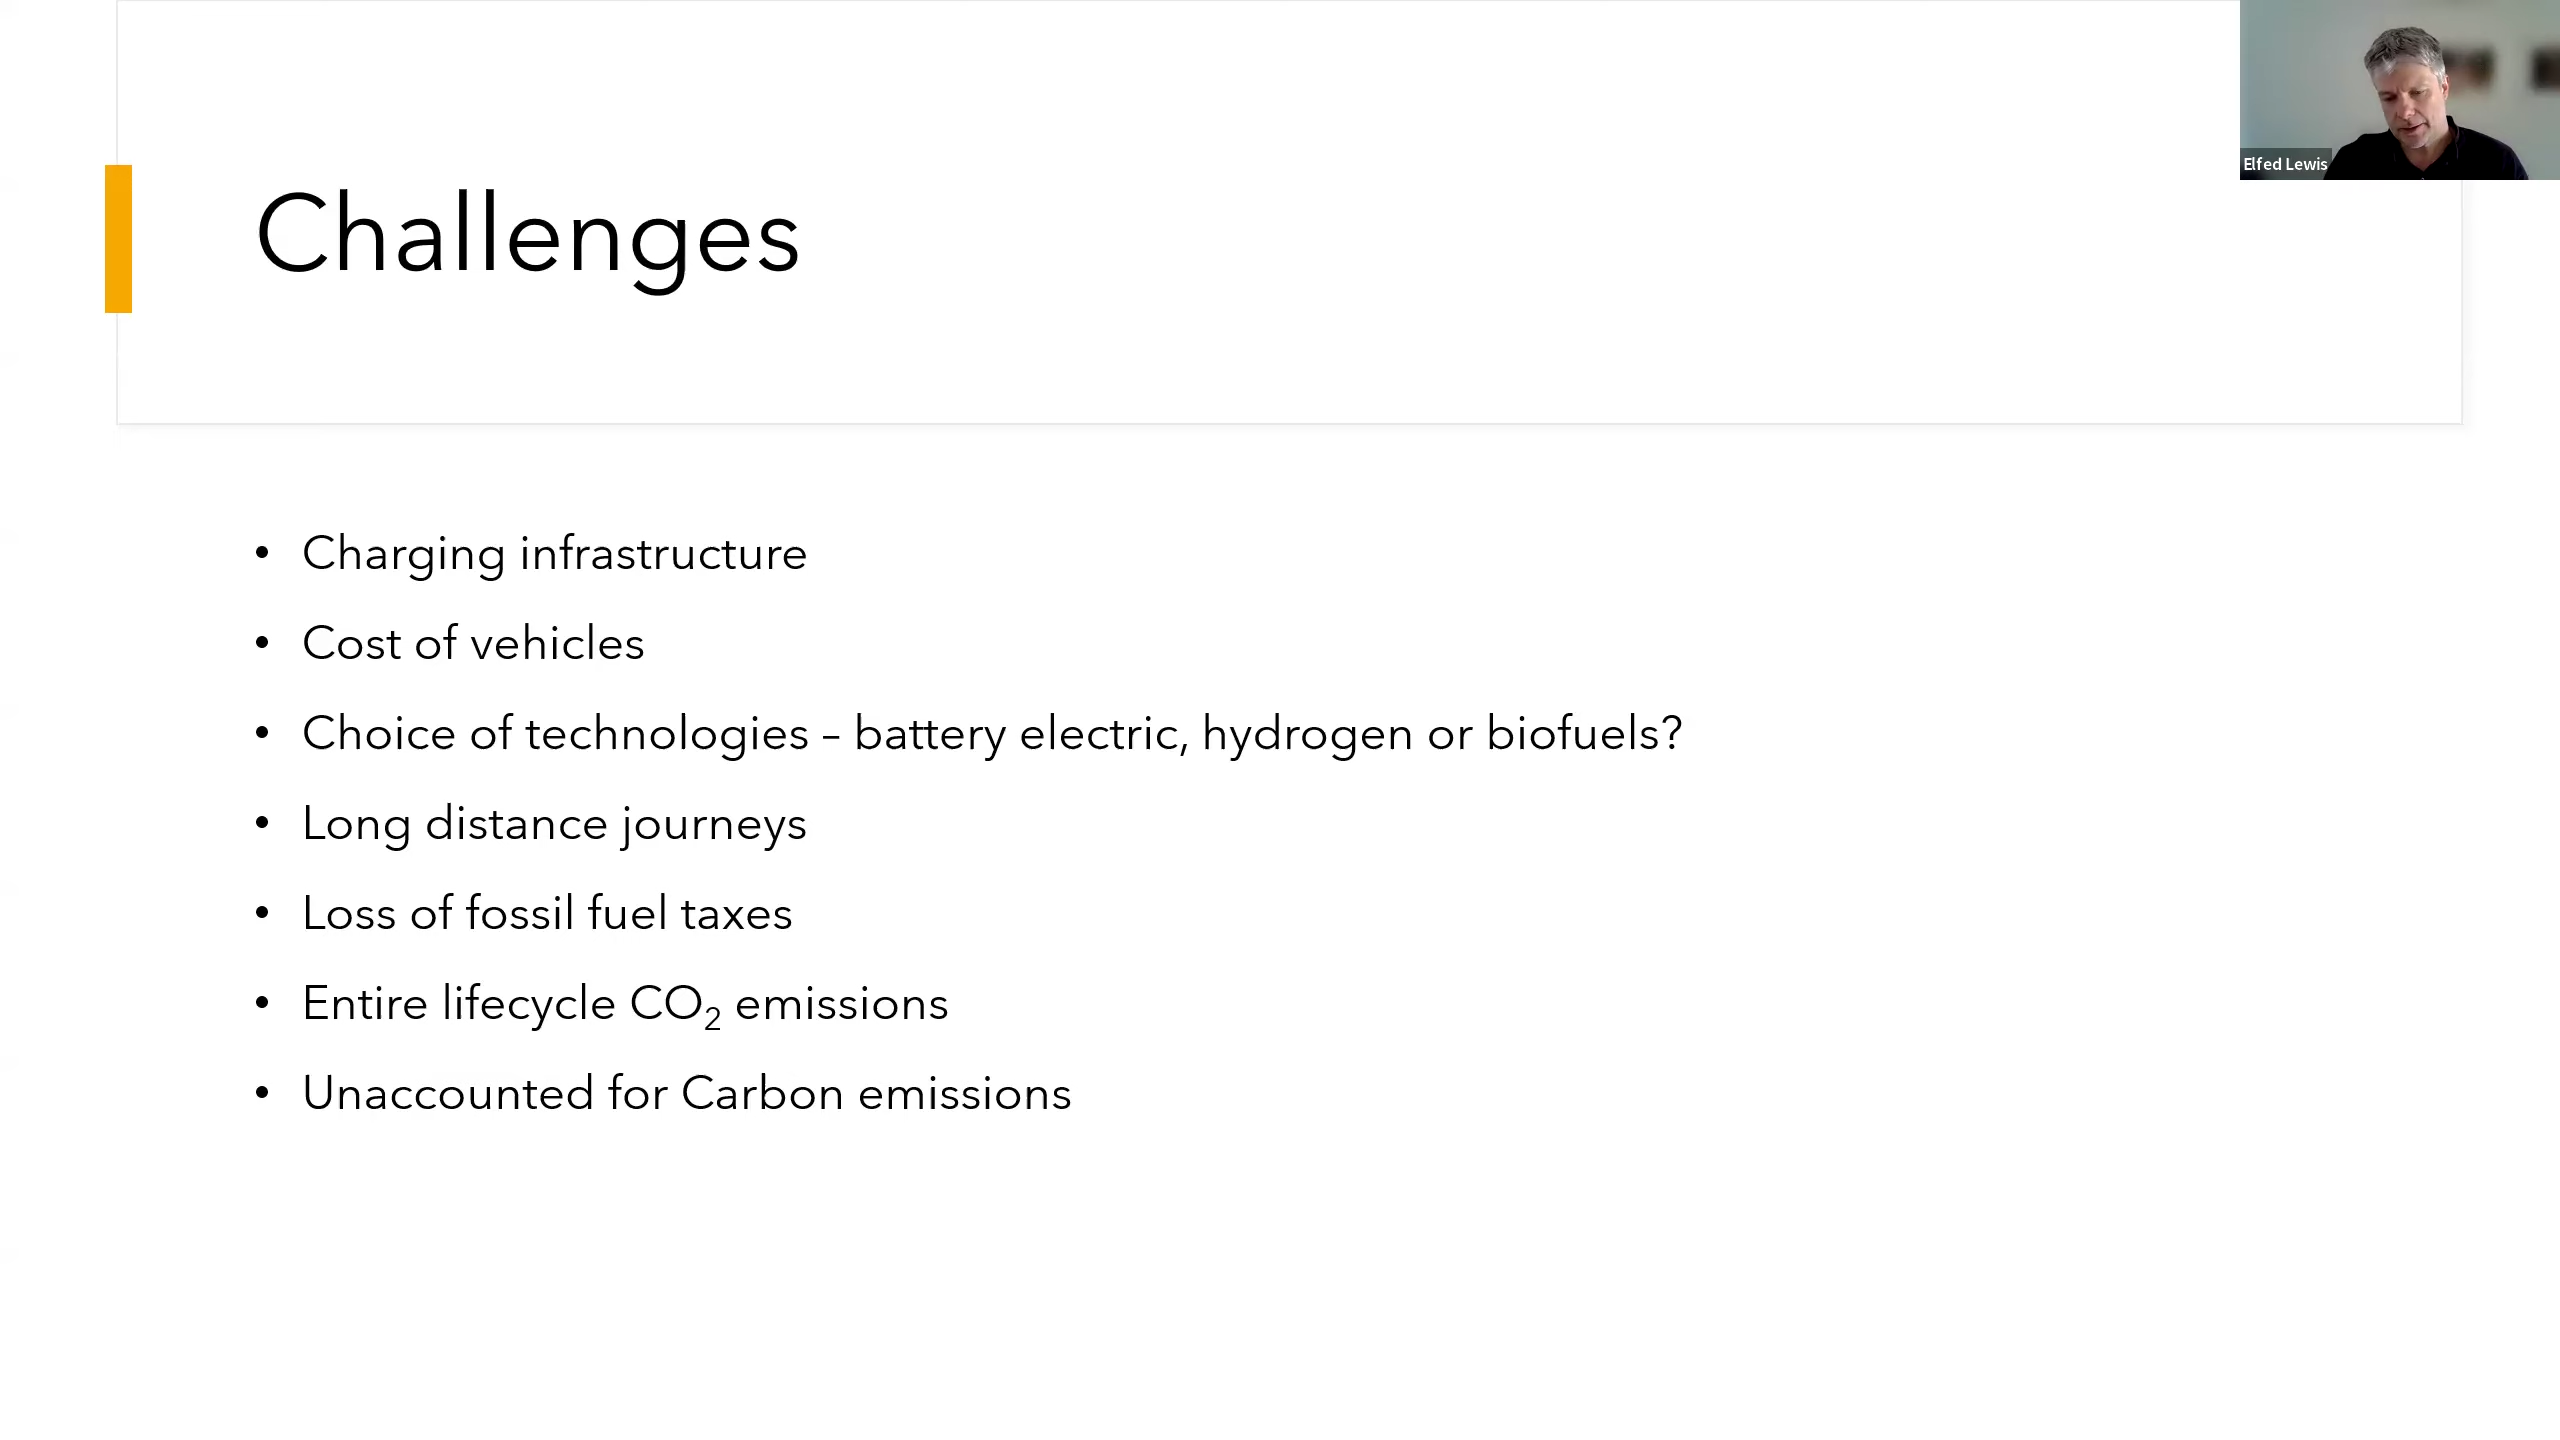 Elfed Lewis
Challenges
• Charging infrastructure
• Cost of vehicles
• Choice of technologies – battery electric, hydrogen or biofuels?
• Long distance journeys
• Loss of fossil fuel taxes
• Entire lifecycle CO₂ emissions
• Unaccounted for Carbon emissions